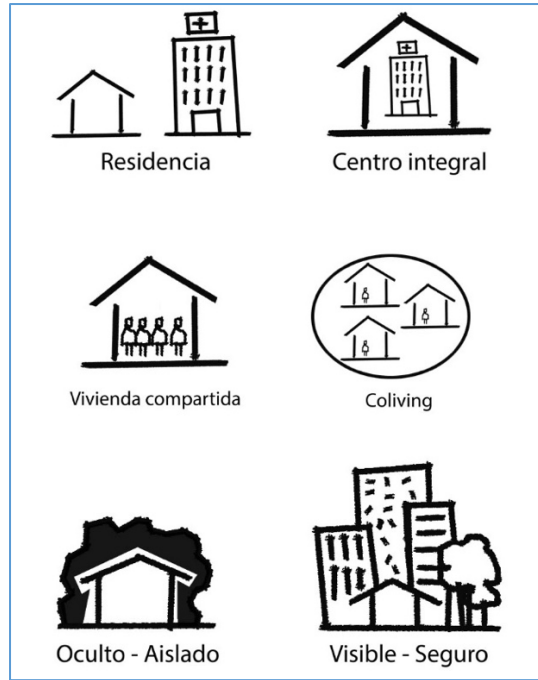 Residencia
Centro integral
Vivienda compartida
Coliving
Oculto - Aislado
Visible - Seguro